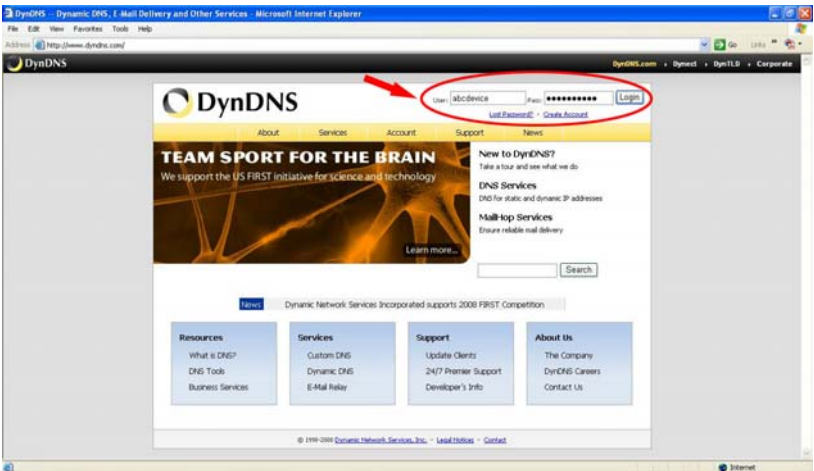 DynDNS -- Dynamic DNS, E-Mail Delivery and Other Services - Microsoft Internet Explorer
File Edit View Favorites Tools Help
Address http://www.dyndns.com/ Go Links »
DynDNS DynDNS.com Dynect DynTLD Corporate
DynDNS User: abcdevice Pass: •••••••••• Login
Lost Password? - Create Account
About Services Account Support News
TEAM SPORT FOR THE BRAIN
We support the US FIRST initiative for science and technology
Learn more...
New to DynDNS?
Take a tour and see what we do
DNS Services
DNS for static and dynamic IP addresses
MailHop Services
Ensure reliable mail delivery
Search
News Dynamic Network Services Incorporated supports 2008 FIRST Competition
Resources
What is DNS?
DNS Tools
Business Services
Services
Custom DNS
Dynamic DNS
E-Mail Relay
Support
Update Clients
24/7 Premier Support
Developer's Info
About Us
The Company
DynDNS Careers
Contact Us
© 1998-2008 Dynamic Network Services, Inc. - Legal Notices - Contact
Internet